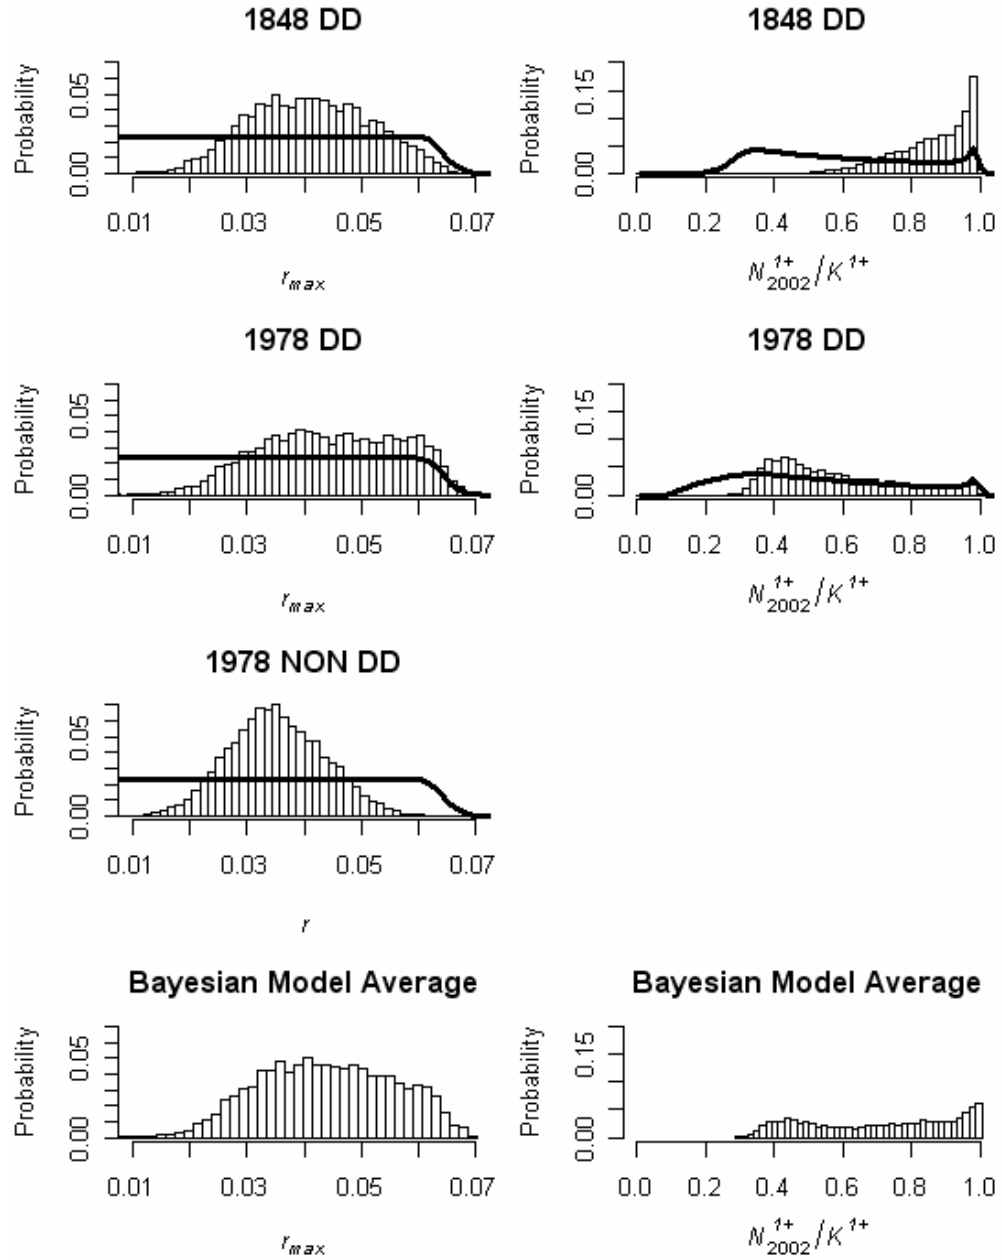 1848 DD
Probability
0.00 0.05
0.01 0.03 0.05 0.07
r_max
1848 DD
Probability
0.00 0.15
0.0 0.2 0.4 0.6 0.8 1.0
N_2002^1+/K^1+
1978 DD
Probability
0.00 0.05
0.01 0.03 0.05 0.07
r_max
1978 DD
Probability
0.00 0.15
0.0 0.2 0.4 0.6 0.8 1.0
N_2002^1+/K^1+
1978 NON DD
Probability
0.00 0.05
0.01 0.03 0.05 0.07
r
Bayesian Model Average
Probability
0.00 0.05
0.01 0.03 0.05 0.07
r_max
Bayesian Model Average
Probability
0.00 0.15
0.0 0.2 0.4 0.6 0.8 1.0
N_2002^1+/K^1+